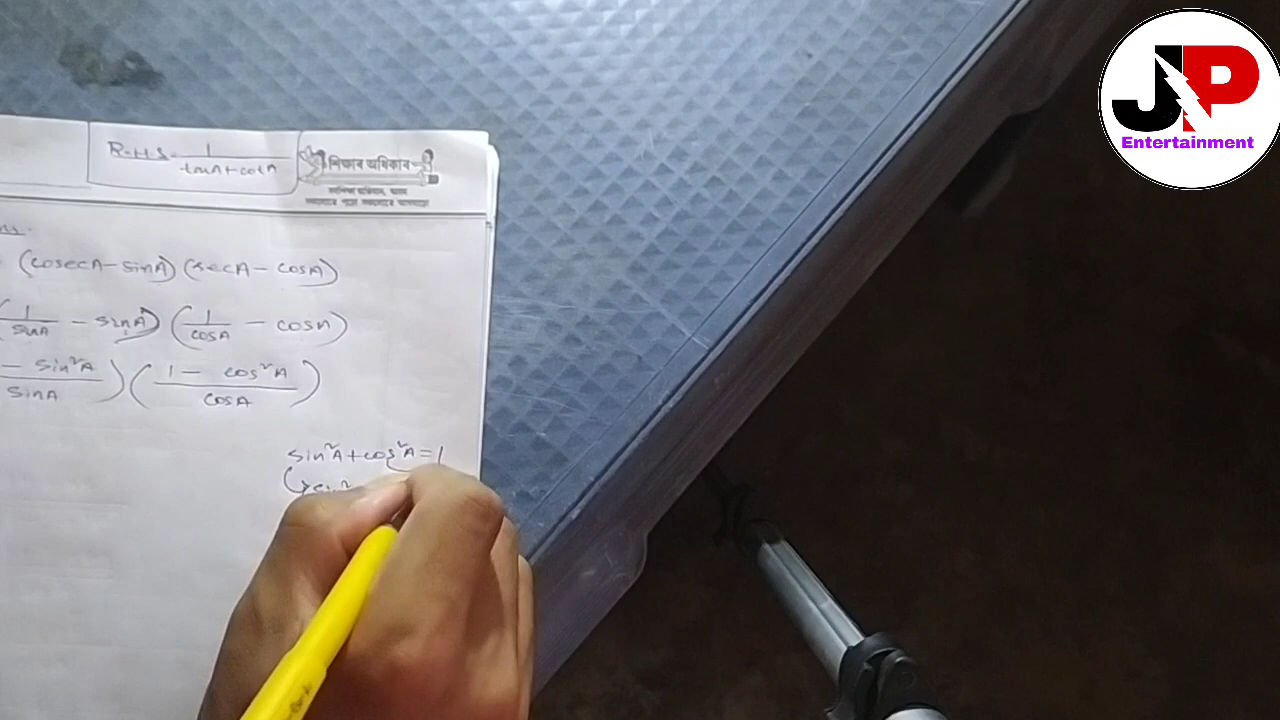 R.H.S = 1/(tanA + cotA)
শিক্ষাৰ অধিকাৰ
(cosecA - sinA) (secA - cosA)
(1/sinA - sinA) (1/cosA - cosA)
- sin²A/sinA) (1 - cos²A/cosA)
sin²A + cos²A = 1
JP
Entertainment